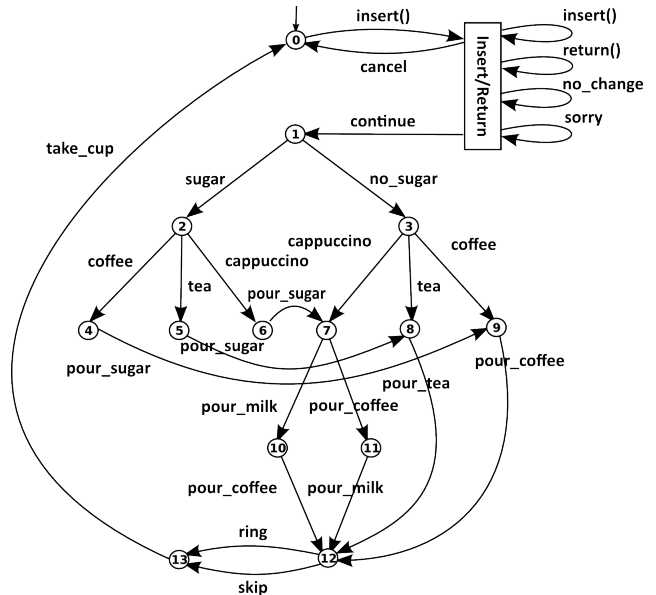 insert()
insert()
0
return()
cancel
Insert/Return
no_change
continue
sorry
1
take_cup
sugar
no_sugar
2
3
cappuccino
coffee
coffee
cappuccino
tea
tea
pour_sugar
4
5
6
7
8
9
pour_sugar
pour_sugar
pour_coffee
pour_tea
pour_milk
pour_coffee
10
11
pour_coffee
pour_milk
ring
13
12
skip